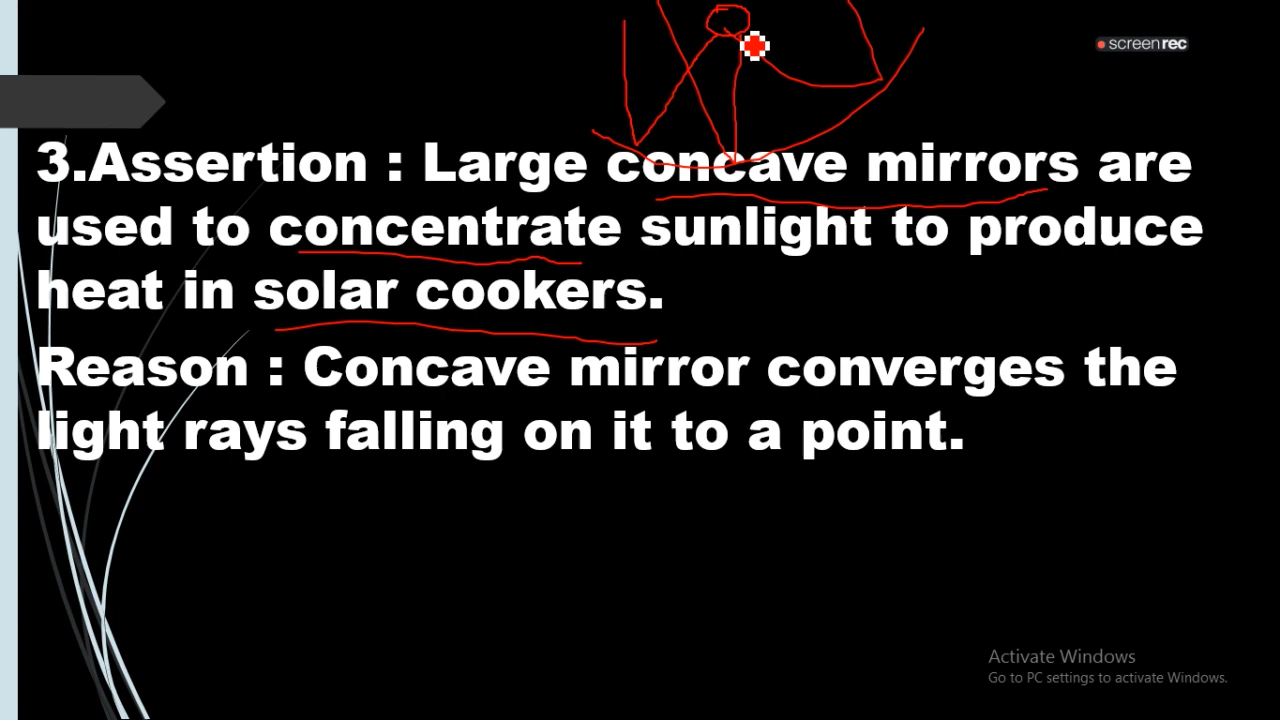 screenrec
3.Assertion : Large concave mirrors are
used to concentrate sunlight to produce
heat in solar cookers.
Reason : Concave mirror converges the
light rays falling on it to a point.
Activate Windows
Go to PC settings to activate Windows.